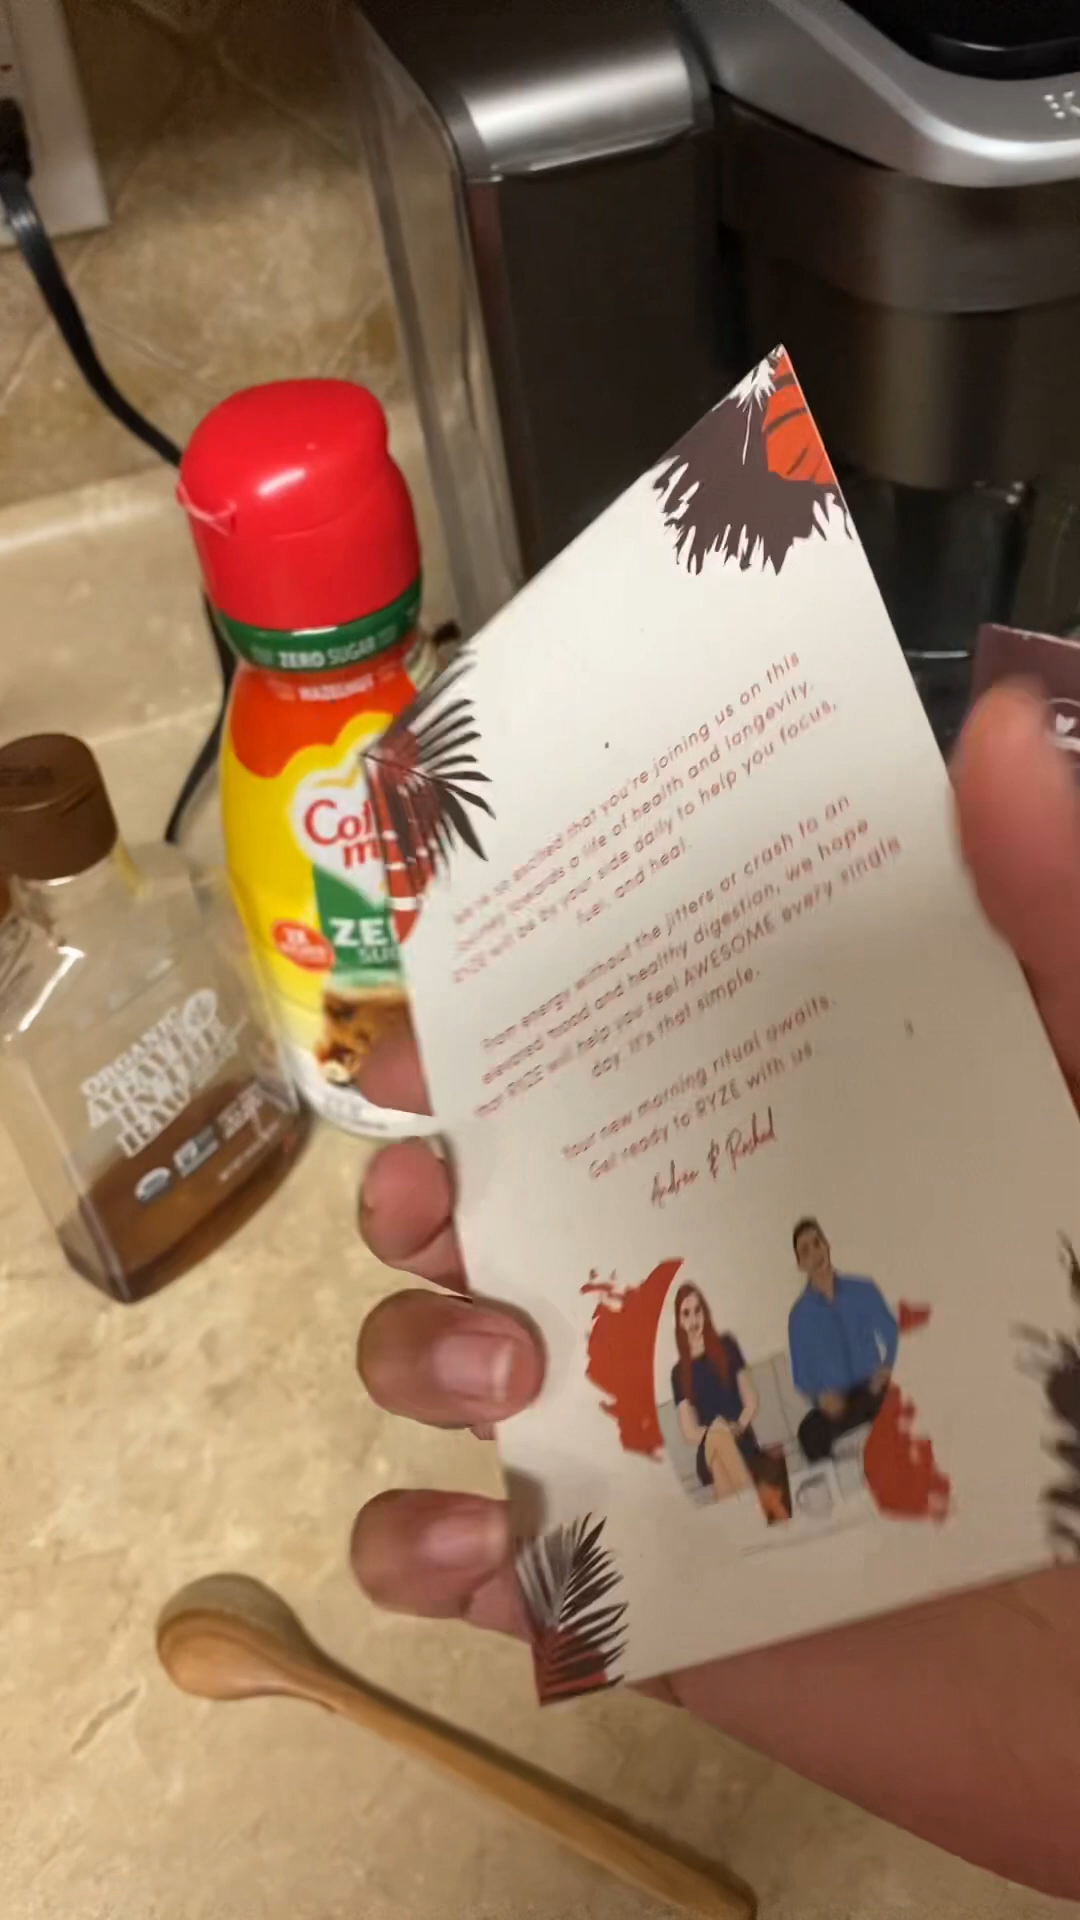 We're so excited that you're joining us on this
journey towards a life of health and longevity.
RYZE will be by your side daily to help you focus,
fuel, and heal.
From energy without the jitters or crash to an
elevated mood and healthy digestion, we hope
that RYZE will help you feel AWESOME every single
day. It's that simple.
Your new morning ritual awaits.
Get ready to RYZE with us
Andrée & Rashad
ZERO SUGAR
HAZELNUT
ZE
SU
ORGANIC
K